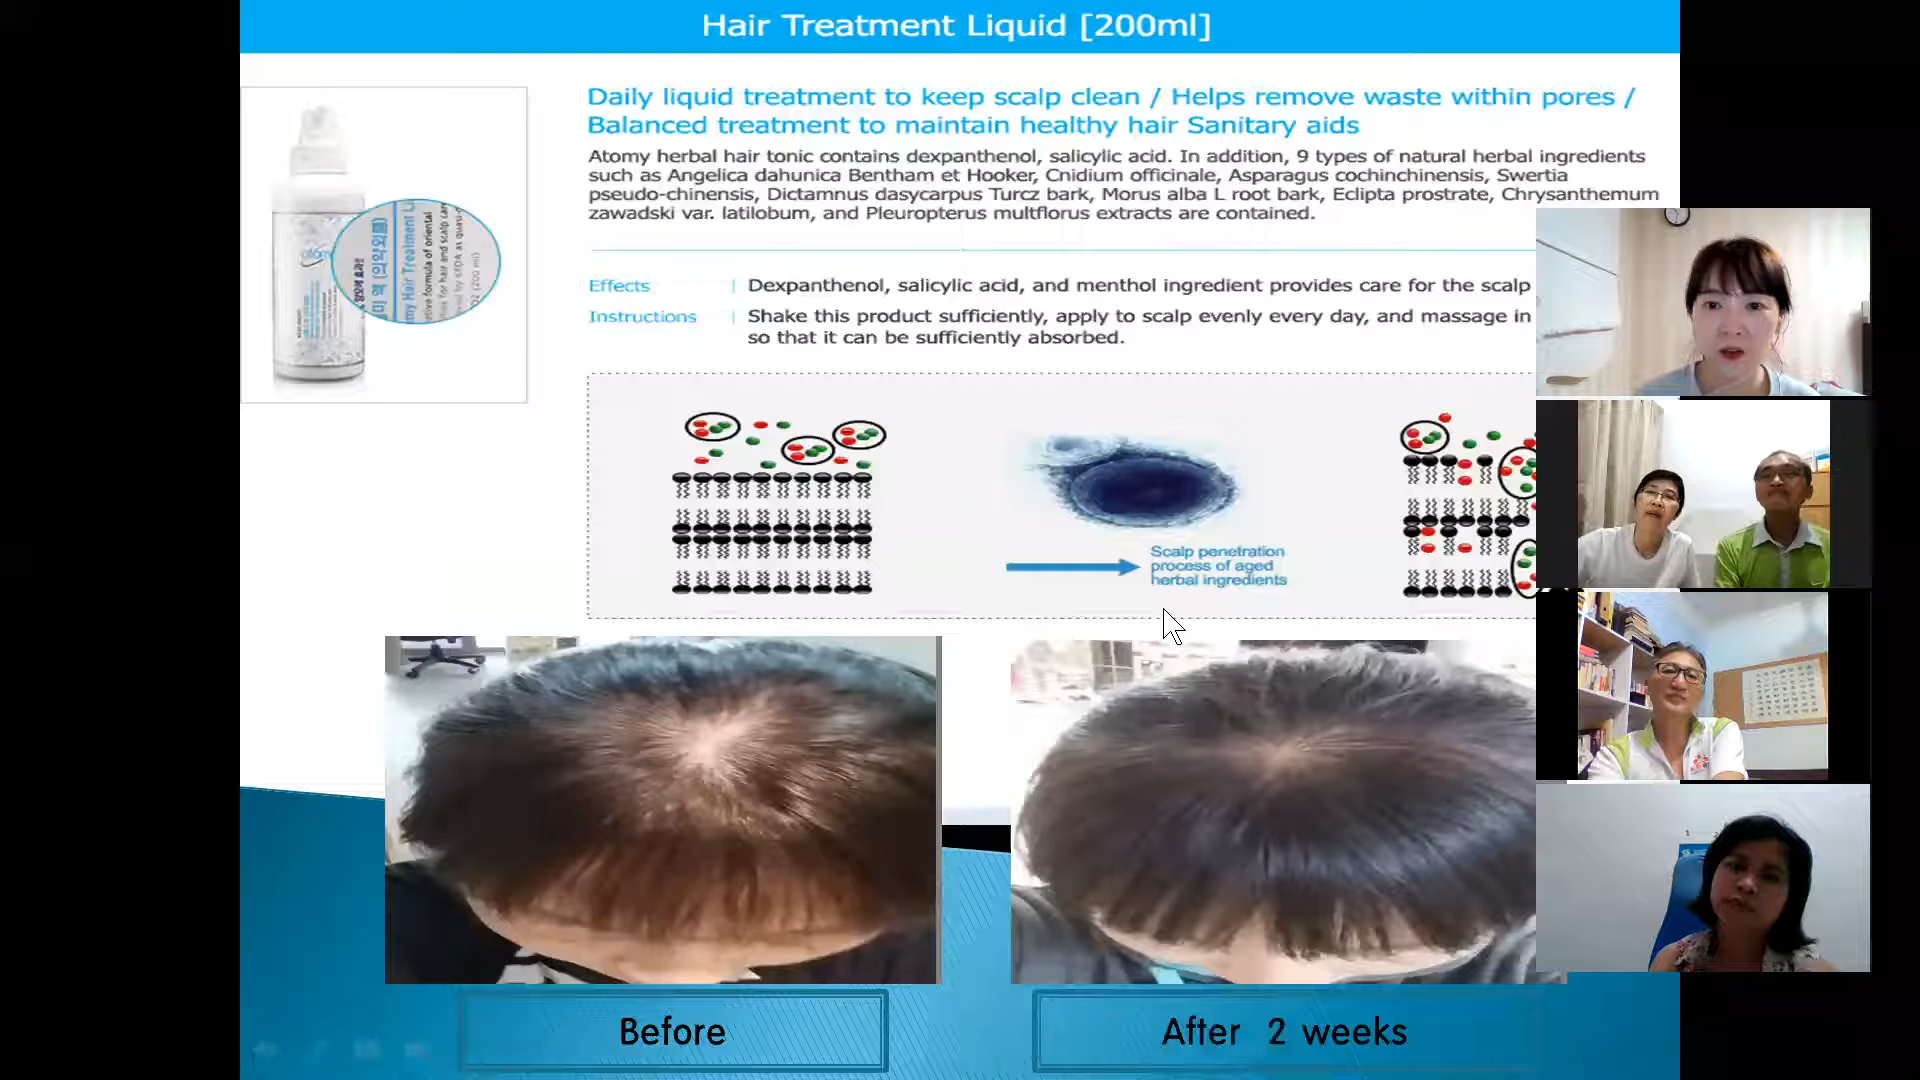 Hair Treatment Liquid [200ml]
Daily liquid treatment to keep scalp clean / Helps remove waste within pores /
Balanced treatment to maintain healthy hair Sanitary aids
Atomy herbal hair tonic contains dexpanthenol, salicylic acid. In addition, 9 types of natural herbal ingredients
such as Angelica dahunica Bentham et Hooker, Cnidium officinale, Asparagus cochinchinensis, Swertia
pseudo-chinensis, Dictamnus dasycarpus Turcz bark, Morus alba L root bark, Eclipta prostrate, Chrysanthemum
zawadski var. latilobum, and Pleuropterus multflorus extracts are contained.
Effects
Dexpanthenol, salicylic acid, and menthol ingredient provides care for the scalp
Instructions
Shake this product sufficiently, apply to scalp evenly every day, and massage in
so that it can be sufficiently absorbed.
Scalp penetration
process of aged
herbal ingredients
Before
After 2 weeks